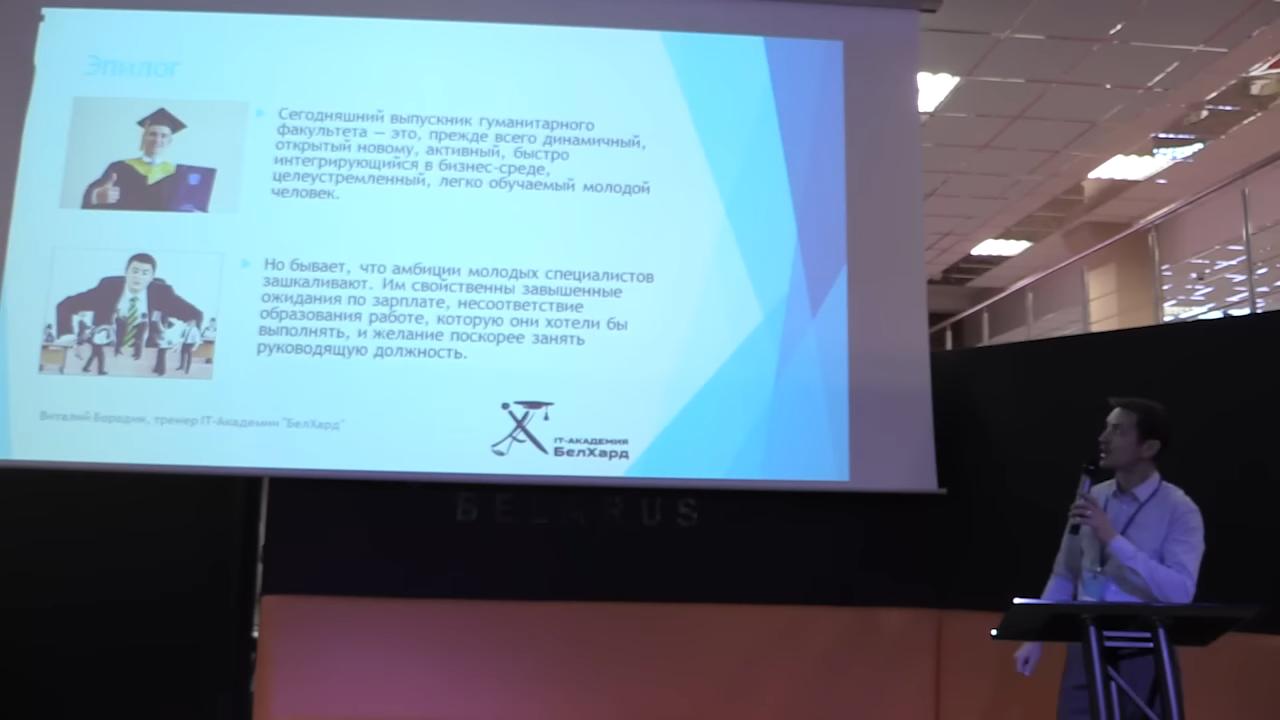 Эпилог
Сегодняшний выпускник гуманитарного
факультета – это, прежде всего динамичный,
открытый новому, активный, быстро
интегрирующийся в бизнес-среде,
целеустремленный, легко обучаемый молодой
человек.
Но бывает, что амбиции молодых специалистов
зашкаливают. Им свойственны завышенные
ожидания по зарплате, несоответствие
образования работе, которую они хотели бы
выполнять, и желание поскорее занять
руководящую должность.
Виталий Бородин, тренер IT-Академии "БелХард"
IT-АКАДЕМИЯ
БелХард
BELARUS